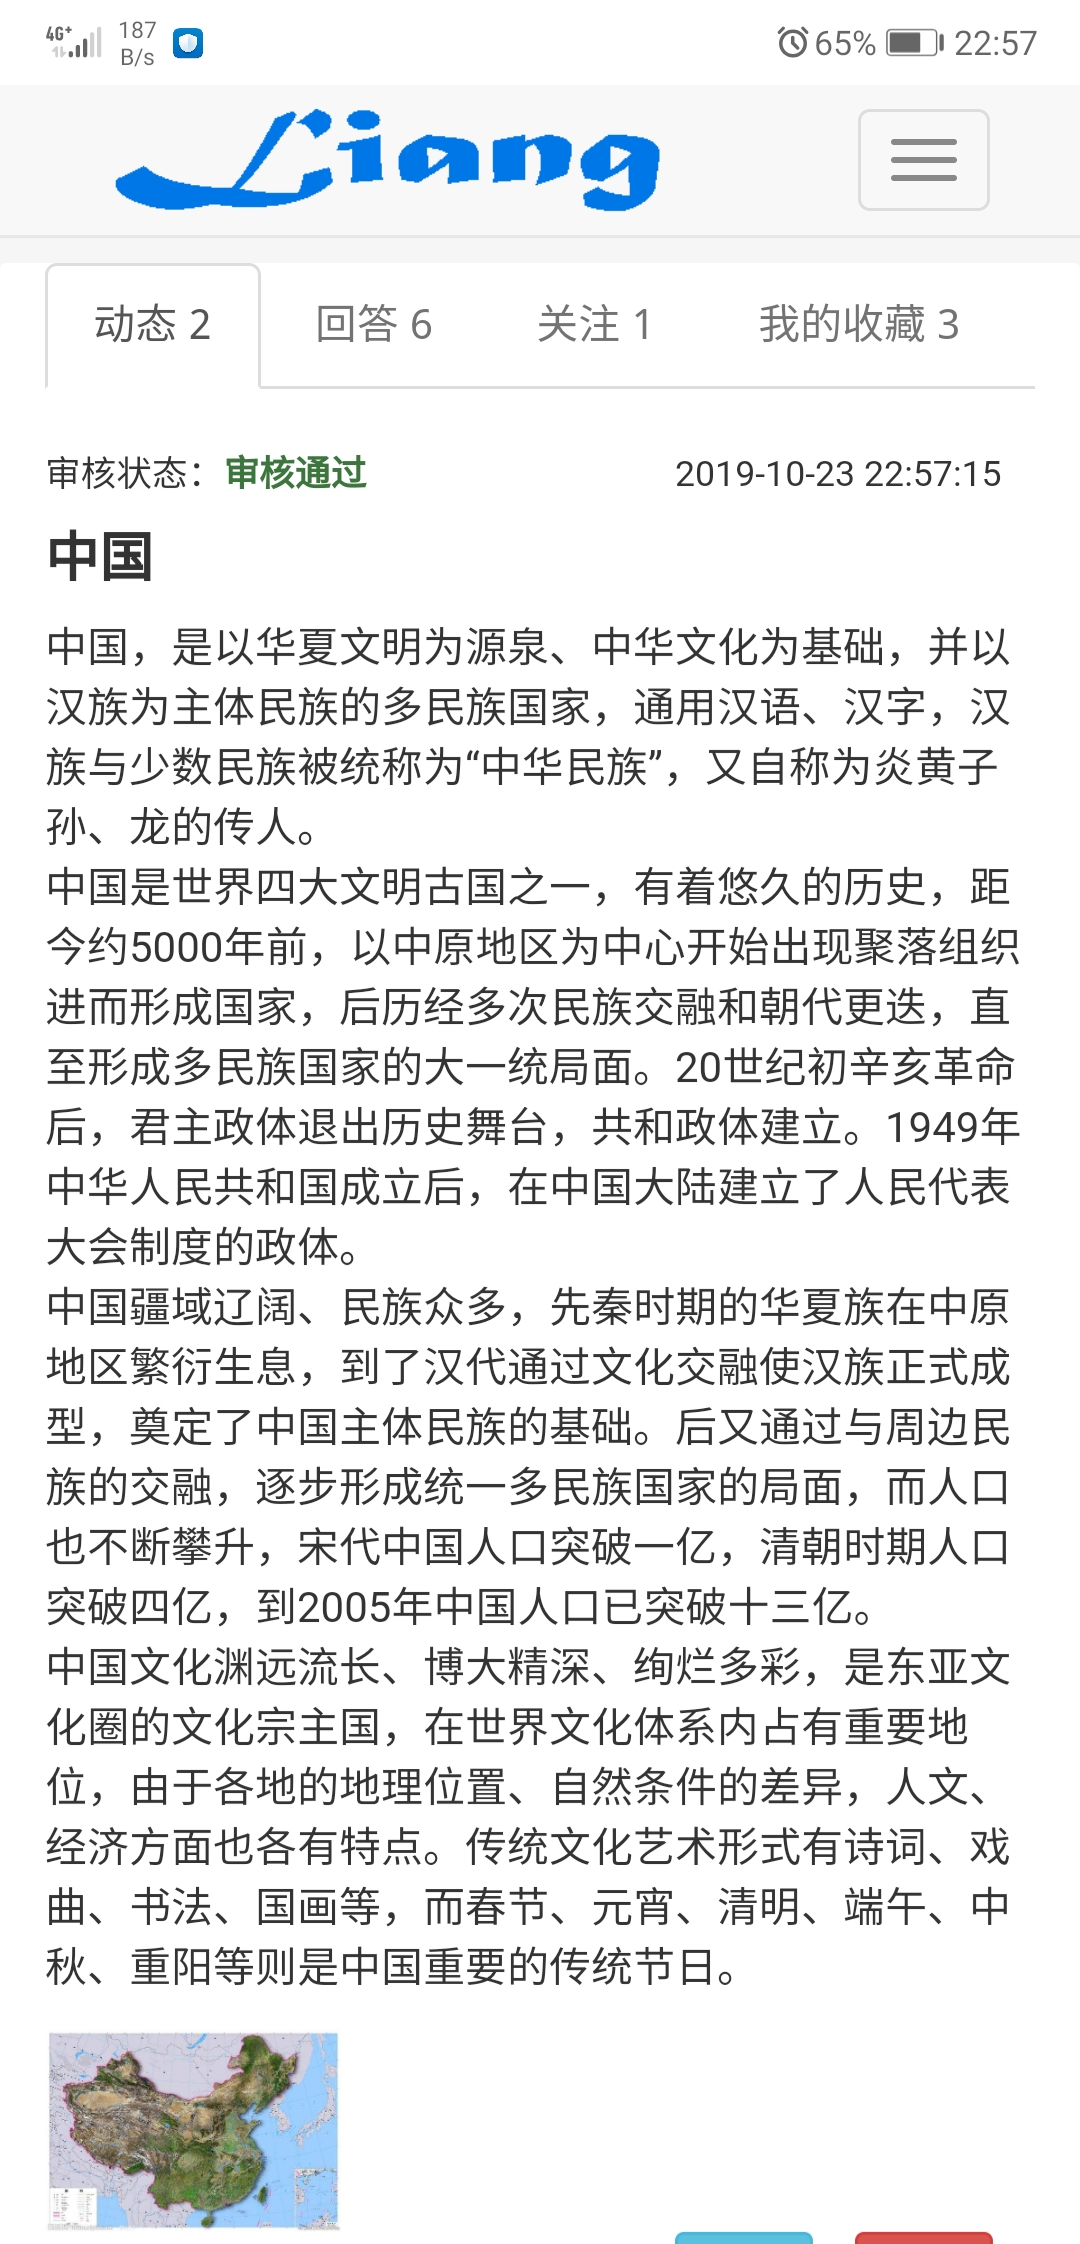 4G+ 187 B/s 65% 22:57
Liang
动态 2 回答 6 关注 1 我的收藏 3
审核状态：审核通过 2019-10-23 22:57:15
中国
中国，是以华夏文明为源泉、中华文化为基础，并以
汉族为主体民族的多民族国家，通用汉语、汉字，汉
族与少数民族被统称为“中华民族”，又自称为炎黄子
孙、龙的传人。
中国是世界四大文明古国之一，有着悠久的历史，距
今约5000年前，以中原地区为中心开始出现聚落组织
进而形成国家，后历经多次民族交融和朝代更迭，直
至形成多民族国家的大一统局面。20世纪初辛亥革命
后，君主政体退出历史舞台，共和政体建立。1949年
中华人民共和国成立后，在中国大陆建立了人民代表
大会制度的政体。
中国疆域辽阔、民族众多，先秦时期的华夏族在中原
地区繁衍生息，到了汉代通过文化交融使汉族正式成
型，奠定了中国主体民族的基础。后又通过与周边民
族的交融，逐步形成统一多民族国家的局面，而人口
也不断攀升，宋代中国人口突破一亿，清朝时期人口
突破四亿，到2005年中国人口已突破十三亿。
中国文化渊远流长、博大精深、绚烂多彩，是东亚文
化圈的文化宗主国，在世界文化体系内占有重要地
位，由于各地的地理位置、自然条件的差异，人文、
经济方面也各有特点。传统文化艺术形式有诗词、戏
曲、书法、国画等，而春节、元宵、清明、端午、中
秋、重阳等则是中国重要的传统节日。